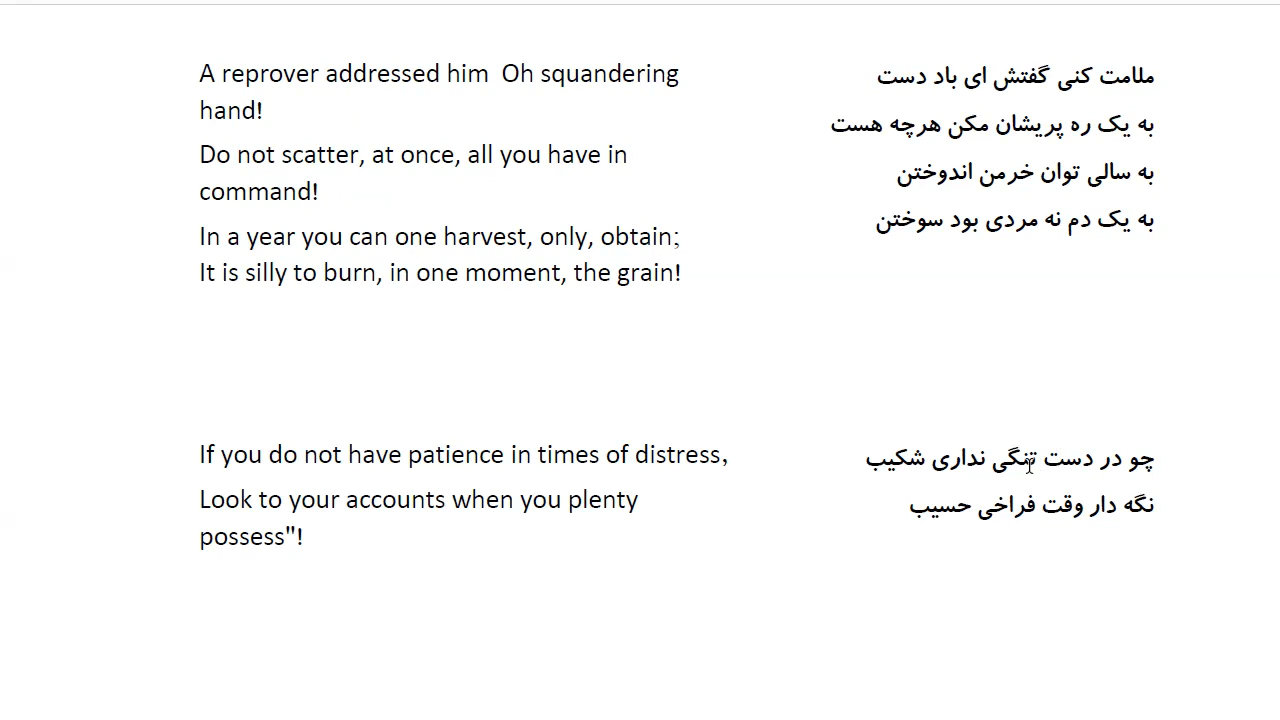 A reprover addressed him  Oh squandering
hand!
Do not scatter, at once, all you have in
command!
In a year you can one harvest, only, obtain;
It is silly to burn, in one moment, the grain!
ملامت کنی گفتش ای باد دست
به یک ره پریشان مکن هرچه هست
به سالی توان خرمن اندوختن
به یک دم نه مردی بود سوختن
If you do not have patience in times of distress,
Look to your accounts when you plenty
possess"!
چو در دست تنگی نداری شکیب
نگه دار وقت فراخی حسیب